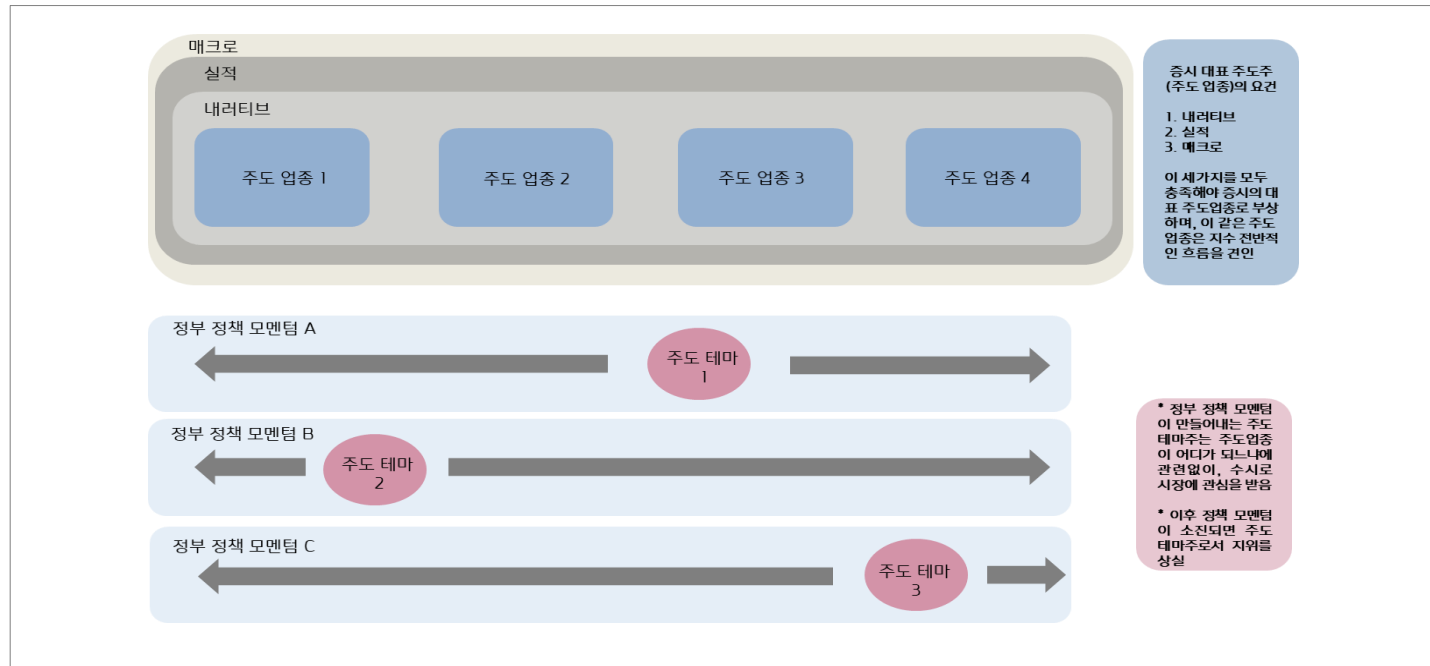 매크로
실적
내러티브
주도 업종 1
주도 업종 2
주도 업종 3
주도 업종 4
증시 대표 주도주
(주도 업종)의 요건
1. 내러티브
2. 실적
3. 매크로
이 세가지를 모두
충족해야 증시의 대
표 주도업종로 부상
하며, 이 같은 주도
업종은 지수 전반적
인 흐름을 견인
정부 정책 모멘텀 A
주도 테마
1
정부 정책 모멘텀 B
주도 테마
2
정부 정책 모멘텀 C
주도 테마
3
* 정부 정책 모멘텀
이 만들어내는 주도
테마주는 주도업종
이 어디가 되느냐에
관련없이, 수시로
시장에 관심을 받음
* 이후 정책 모멘텀
이 소진되면 주도
테마주로서 지위를
상실